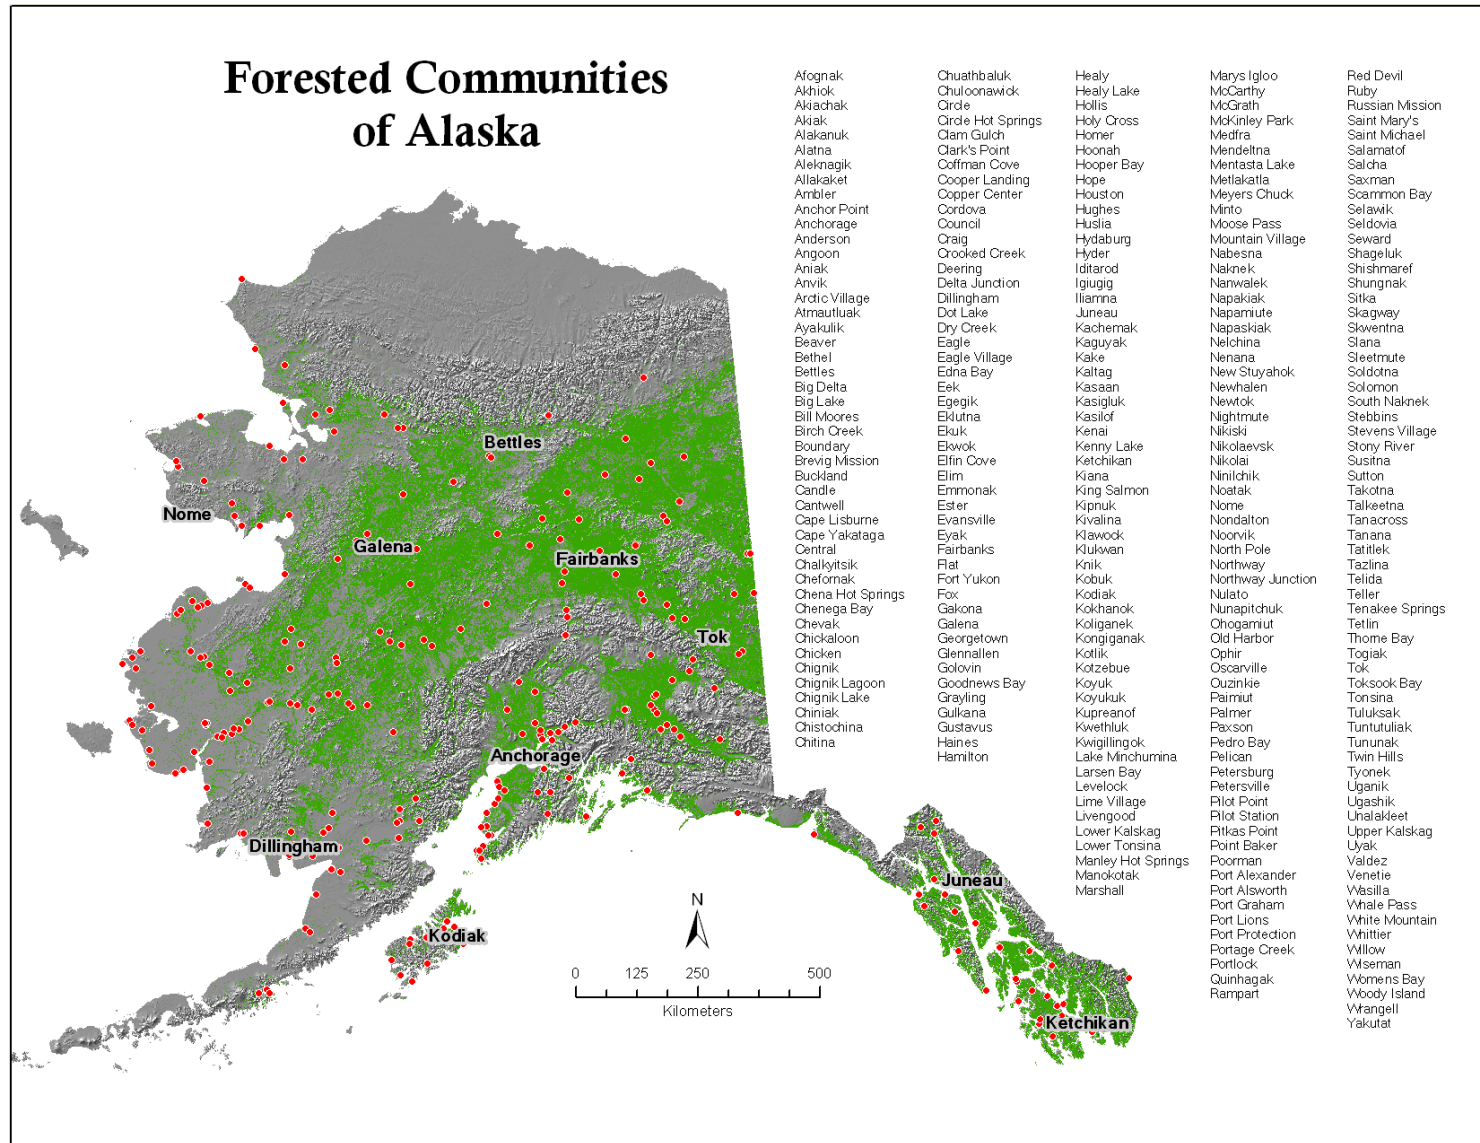 Forested Communities
of Alaska
Afognak
Akhiok
Akiachak
Akiak
Alakanuk
Alatna
Aleknagik
Allakaket
Ambler
Anchor Point
Anchorage
Anderson
Angoon
Aniak
Anvik
Arctic Village
Atmautluak
Ayakulik
Beaver
Bethel
Bettles
Big Delta
Big Lake
Bill Moores
Birch Creek
Boundary
Brevig Mission
Buckland
Candle
Cantwell
Cape Lisburne
Cape Yakataga
Central
Chalkyitsik
Chefornak
Chena Hot Springs
Chenega Bay
Chevak
Chickaloon
Chicken
Chignik
Chignik Lagoon
Chignik Lake
Chiniak
Chistochina
Chitina
Chuathbaluk
Chuloonawick
Circle
Circle Hot Springs
Clam Gulch
Clark's Point
Coffman Cove
Cooper Landing
Copper Center
Cordova
Council
Craig
Crooked Creek
Deering
Delta Junction
Dillingham
Dot Lake
Dry Creek
Eagle
Eagle Village
Edna Bay
Eek
Egegik
Eklutna
Ekuk
Ekwok
Elfin Cove
Elim
Emmonak
Ester
Evansville
Eyak
Fairbanks
Flat
Fort Yukon
Fox
Gakona
Galena
Georgetown
Glennallen
Golovin
Goodnews Bay
Grayling
Gulkana
Gustavus
Haines
Hamilton
Healy
Healy Lake
Hollis
Holy Cross
Homer
Hoonah
Hooper Bay
Hope
Houston
Hughes
Huslia
Hydaburg
Hyder
Iditarod
Igiugig
Iliamna
Juneau
Kachemak
Kaguyak
Kake
Kaltag
Kasaan
Kasigluk
Kasilof
Kenai
Kenny Lake
Ketchikan
Kiana
King Salmon
Kipnuk
Kivalina
Klawock
Klukwan
Knik
Kobuk
Kodiak
Kokhanok
Koliganek
Kongiganak
Kotlik
Kotzebue
Koyuk
Koyukuk
Kupreanof
Kwethluk
Kwigillingok
Lake Minchumina
Larsen Bay
Levelock
Lime Village
Livengood
Lower Kalskag
Lower Tonsina
Manley Hot Springs
Manokotak
Marshall
Marys Igloo
McCarthy
McGrath
McKinley Park
Medfra
Mendeltna
Mentasta Lake
Metlakatla
Meyers Chuck
Minto
Moose Pass
Mountain Village
Nabesna
Naknek
Nanwalek
Napakiak
Napamiute
Napaskiak
Nelchina
Nenana
New Stuyahok
Newhalen
Newtok
Nightmute
Nikiski
Nikolaevsk
Nikolai
Ninilchik
Noatak
Nome
Nondalton
Noorvik
North Pole
Northway
Northway Junction
Nulato
Nunapitchuk
Ohogamiut
Old Harbor
Ophir
Oscarville
Ouzinkie
Paimiut
Palmer
Paxson
Pedro Bay
Pelican
Petersburg
Petersville
Pilot Point
Pilot Station
Pitkas Point
Point Baker
Poorman
Port Alexander
Port Alsworth
Port Graham
Port Lions
Port Protection
Portage Creek
Portlock
Quinhagak
Rampart
Red Devil
Ruby
Russian Mission
Saint Mary's
Saint Michael
Salamatof
Salcha
Saxman
Scammon Bay
Selawik
Seldovia
Seward
Shageluk
Shishmaref
Shungnak
Sitka
Skagway
Skwentna
Slana
Sleetmute
Soldotna
Solomon
South Naknek
Stebbins
Stevens Village
Stony River
Susitna
Sutton
Takotna
Talkeetna
Tanacross
Tanana
Tatitlek
Tazlina
Telida
Teller
Tenakee Springs
Tetlin
Thorne Bay
Togiak
Tok
Toksook Bay
Tonsina
Tuluksak
Tuntutuliak
Tununak
Twin Hills
Tyonek
Uganik
Ugashik
Unalakleet
Upper Kalskag
Uyak
Valdez
Venetie
Wasilla
Whale Pass
White Mountain
Whittier
Willow
Wiseman
Womens Bay
Woody Island
Wrangell
Yakutat
Bettles
Nome
Galena
Fairbanks
Tok
Anchorage
Dillingham
Kodiak
Juneau
Ketchikan
N
0 125 250 500
Kilometers